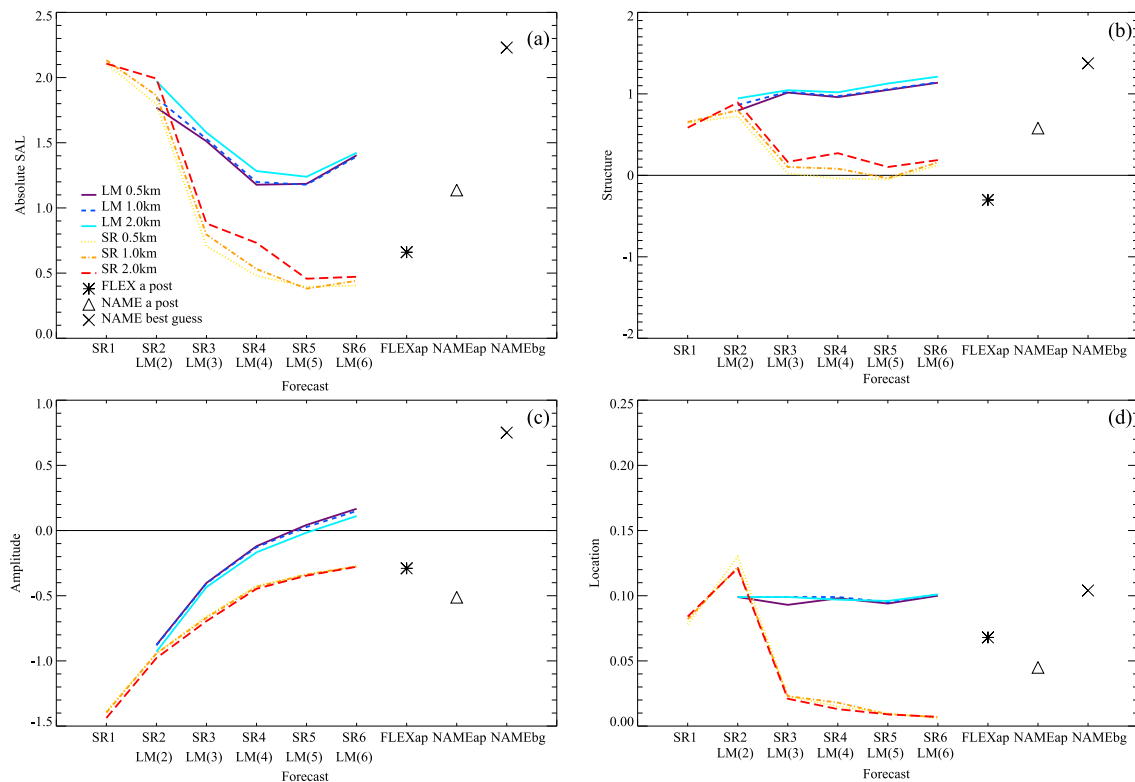 (a)
Absolute SAL
2.5
2.0
1.5
1.0
0.5
0.0
LM 0.5km
LM 1.0km
LM 2.0km
SR 0.5km
SR 1.0km
SR 2.0km
FLEX a post
NAME a post
NAME best guess
SR1 SR2 SR3 SR4 SR5 SR6 FLEXap NAMEap NAMEbg
LM(2) LM(3) LM(4) LM(5) LM(6)
Forecast
(b)
Structure
2
1
0
-1
-2
SR1 SR2 SR3 SR4 SR5 SR6 FLEXap NAMEap NAMEbg
LM(2) LM(3) LM(4) LM(5) LM(6)
Forecast
(c)
Amplitude
1.0
0.5
0.0
-0.5
-1.0
-1.5
SR1 SR2 SR3 SR4 SR5 SR6 FLEXap NAMEap NAMEbg
LM(2) LM(3) LM(4) LM(5) LM(6)
Forecast
(d)
Location
0.25
0.20
0.15
0.10
0.05
0.00
SR1 SR2 SR3 SR4 SR5 SR6 FLEXap NAMEap NAMEbg
LM(2) LM(3) LM(4) LM(5) LM(6)
Forecast